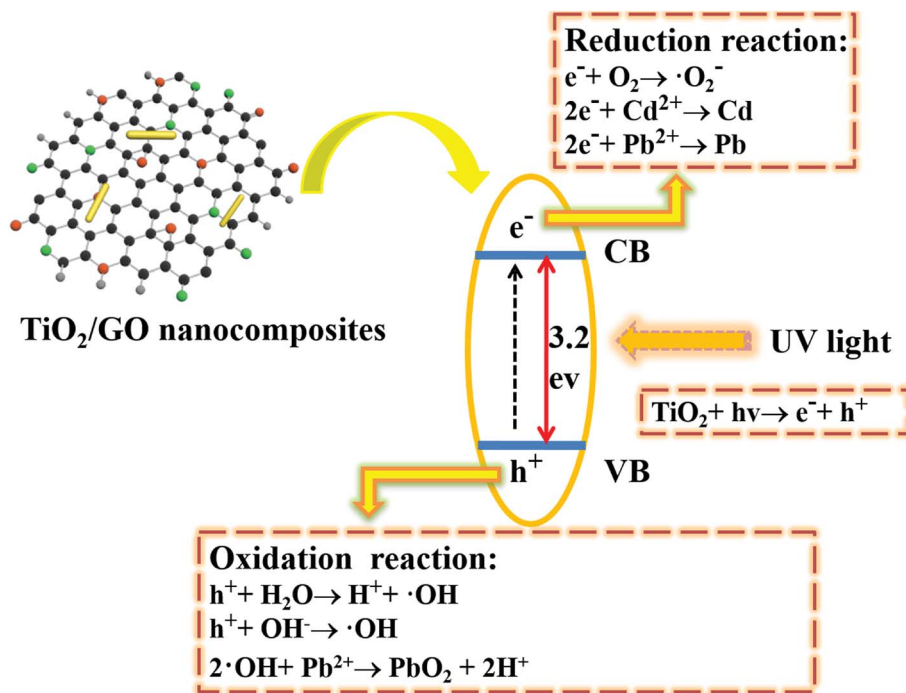 Reduction reaction:
e⁻+ O₂→ ·O₂⁻
2e⁻+ Cd²⁺→ Cd
2e⁻+ Pb²⁺→ Pb
e⁻
CB
TiO₂/GO nanocomposites
3.2
ev
UV light
TiO₂+ hv→ e⁻+ h⁺
h⁺
VB
Oxidation reaction:
h⁺+ H₂O→ H⁺+ ·OH
h⁺+ OH⁻→ ·OH
2·OH+ Pb²⁺→ PbO₂ + 2H⁺